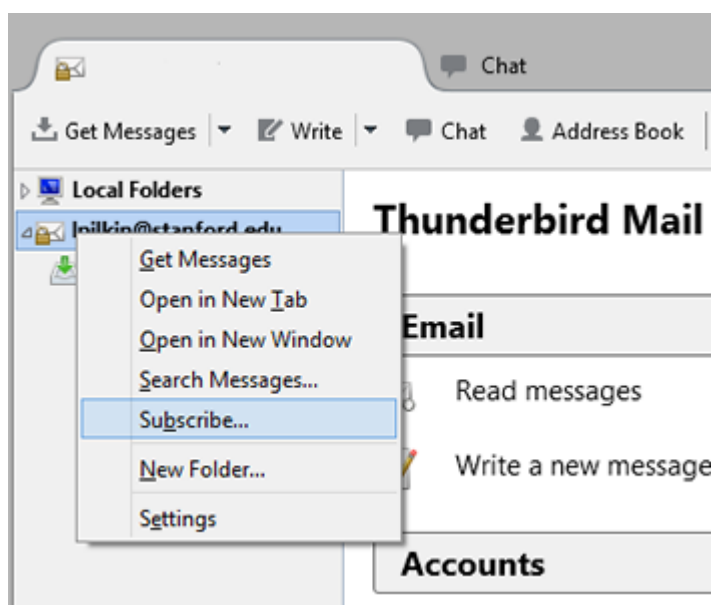 Chat
Get Messages Write Chat Address Book
Local Folders
Thunderbird Mail
Get Messages
Open in New Tab
Open in New Window
Search Messages...
Subscribe...
New Folder...
Settings
Email
Read messages
Write a new message
Accounts